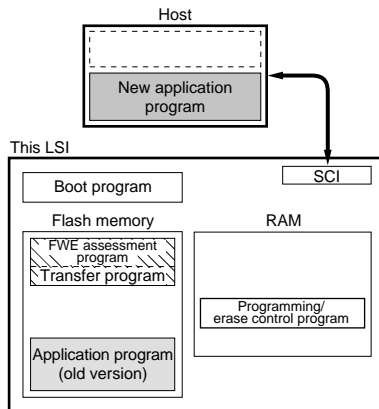 Host
New application
program
This LSI
SCI
Boot program
Flash memory
RAM
FWE assessment
program
Transfer program
Programming/
erase control program
Application program
(old version)